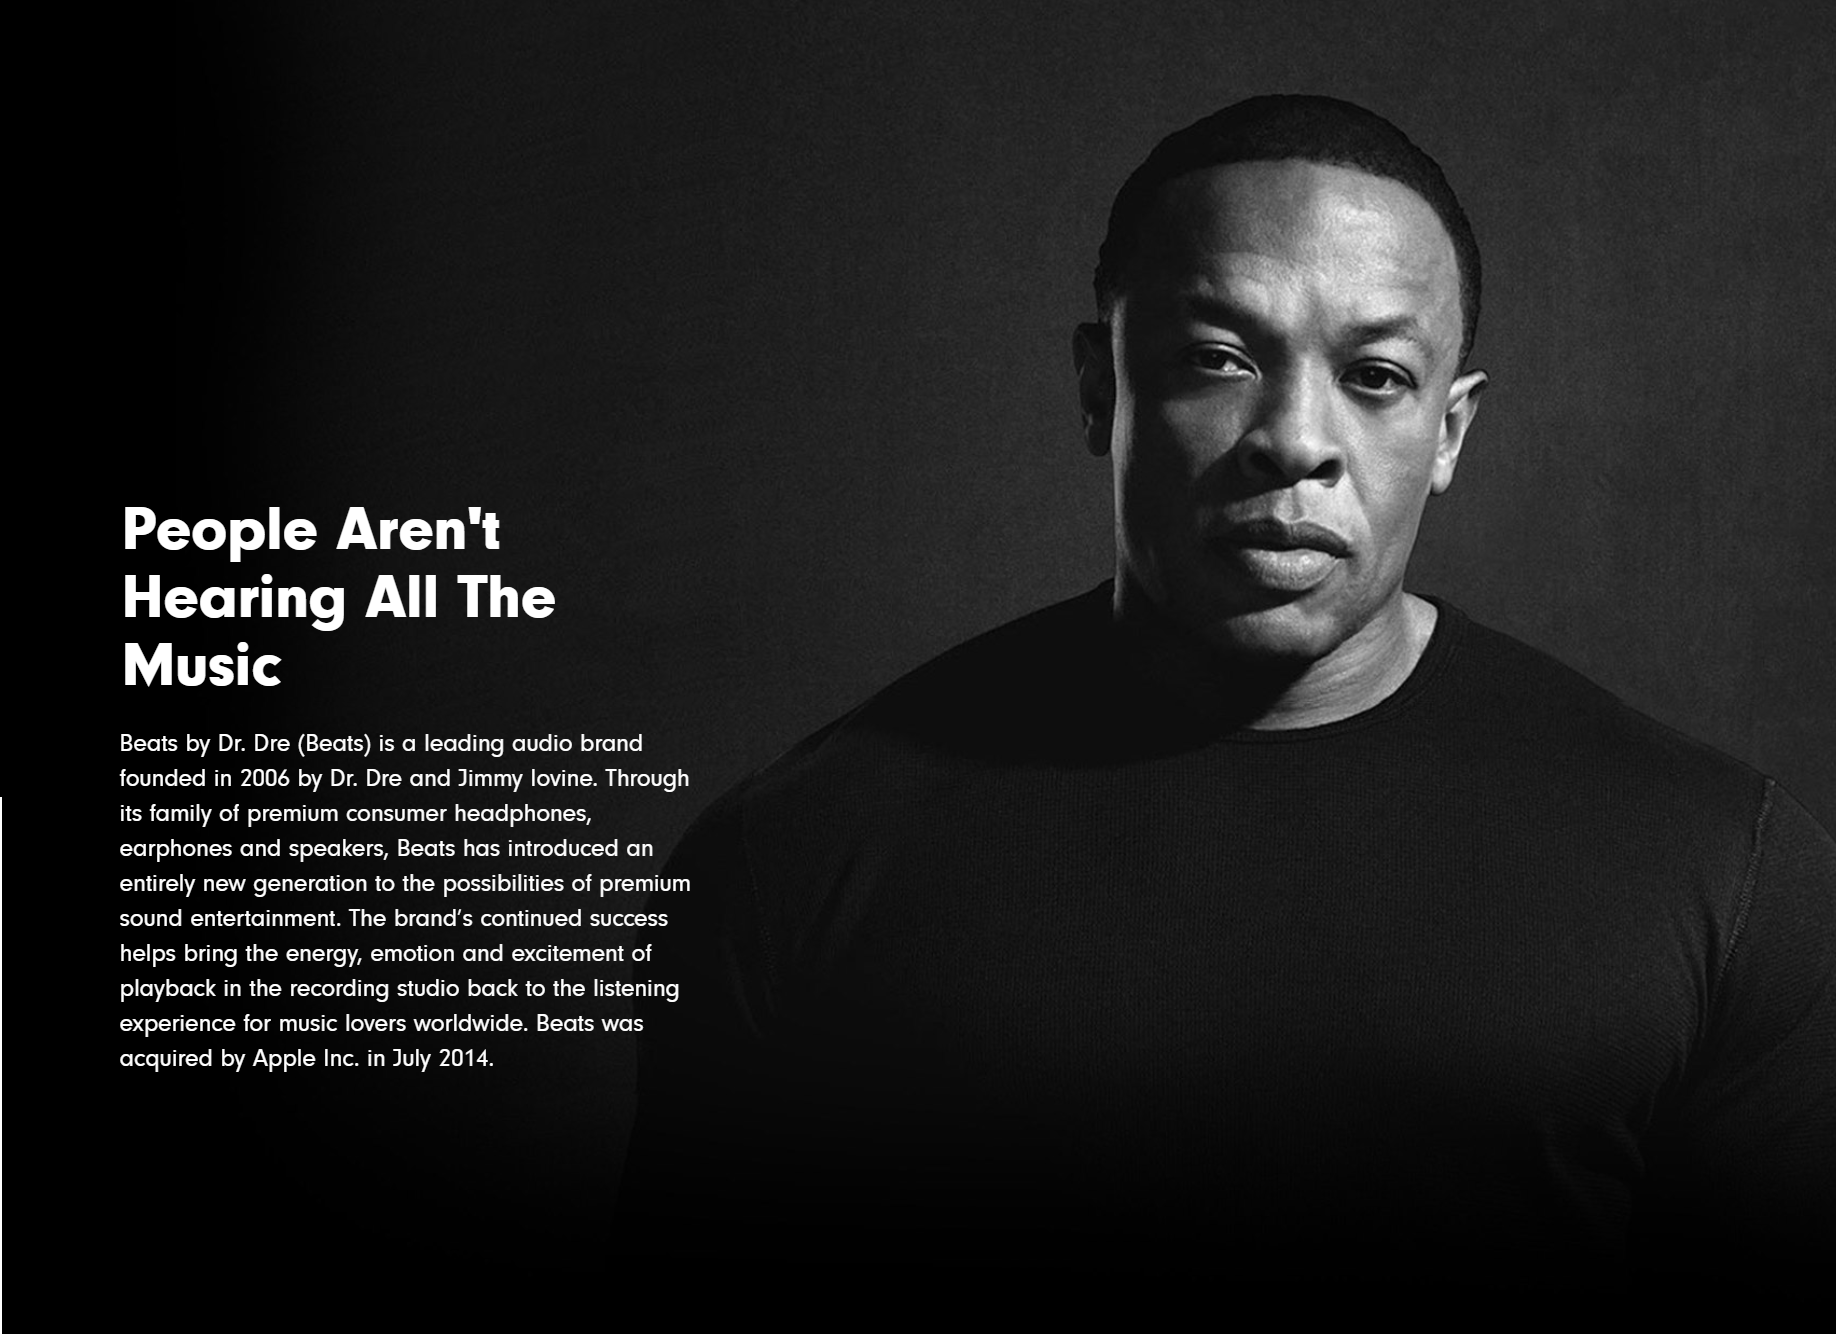 People Aren't
Hearing All The
Music
Beats by Dr. Dre (Beats) is a leading audio brand
founded in 2006 by Dr. Dre and Jimmy Iovine. Through
its family of premium consumer headphones,
earphones and speakers, Beats has introduced an
entirely new generation to the possibilities of premium
sound entertainment. The brand’s continued success
helps bring the energy, emotion and excitement of
playback in the recording studio back to the listening
experience for music lovers worldwide. Beats was
acquired by Apple Inc. in July 2014.